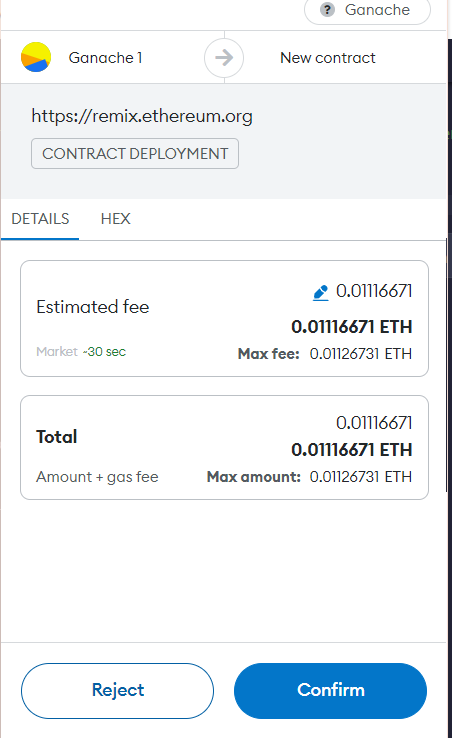 ? Ganache
Ganache 1 New contract
https://remix.ethereum.org
CONTRACT DEPLOYMENT
DETAILS HEX
0.01116671
Estimated fee
0.01116671 ETH
Market ~30 sec Max fee: 0.01126731 ETH
0.01116671
Total
0.01116671 ETH
Amount + gas fee Max amount: 0.01126731 ETH
Reject Confirm